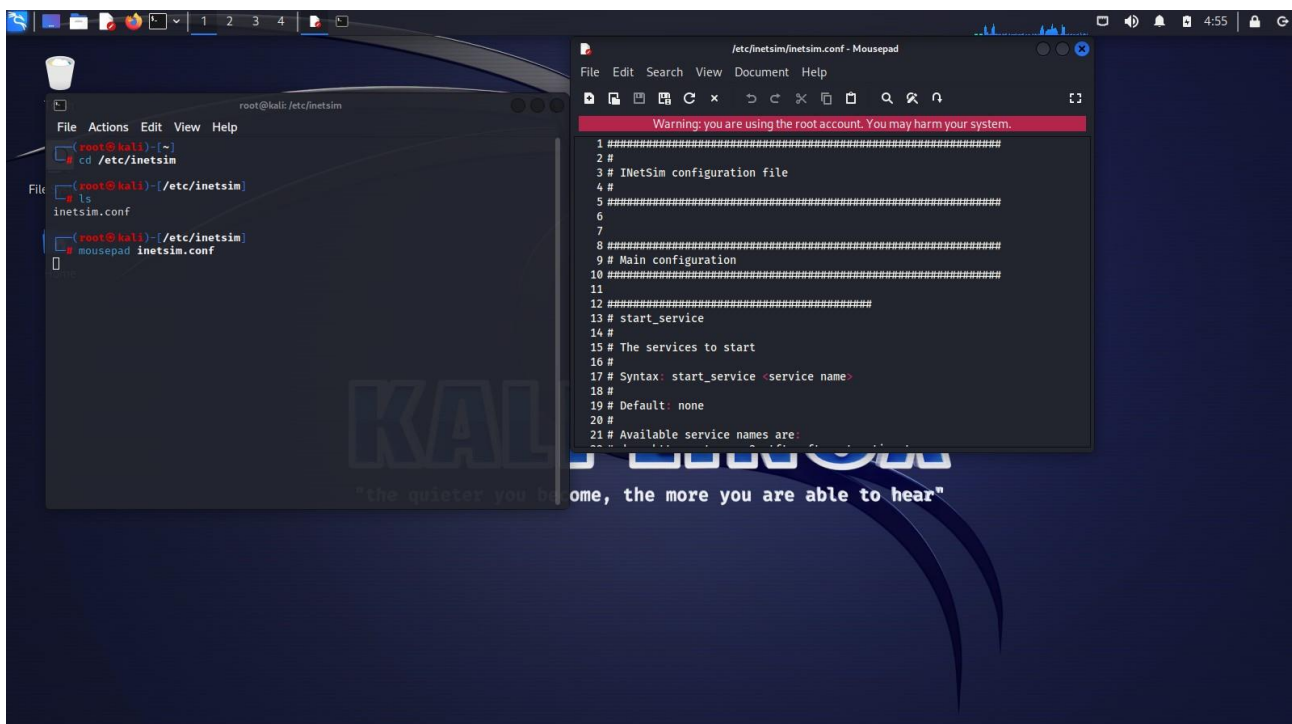 1 2 3 4
4:55
root@kali: /etc/inetsim
File Actions Edit View Help
(root㉿kali)-[~]
# cd /etc/inetsim
(root㉿kali)-[/etc/inetsim]
# ls
inetsim.conf
(root㉿kali)-[/etc/inetsim]
# mousepad inetsim.conf
/etc/inetsim/inetsim.conf - Mousepad
File Edit Search View Document Help
Warning: you are using the root account. You may harm your system.
1 #############################################################
2 #
3 # INetSim configuration file
4 #
5 #############################################################
6
7
8 #############################################################
9 # Main configuration
10 #############################################################
11
12 #########################################
13 # start_service
14 #
15 # The services to start
16 #
17 # Syntax: start_service <service name>
18 #
19 # Default: none
20 #
21 # Available service names are:
KALI LINUX
"the quieter you become, the more you are able to hear"